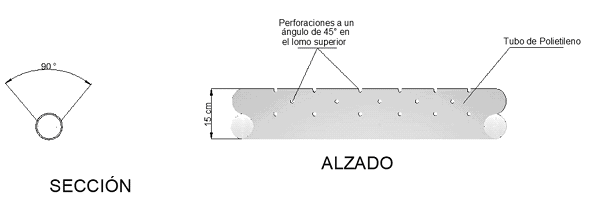 Perforaciones a un
ángulo de 45° en
el lomo superior
Tubo de Polietileno
90°
15 cm
ALZADO
SECCIÓN